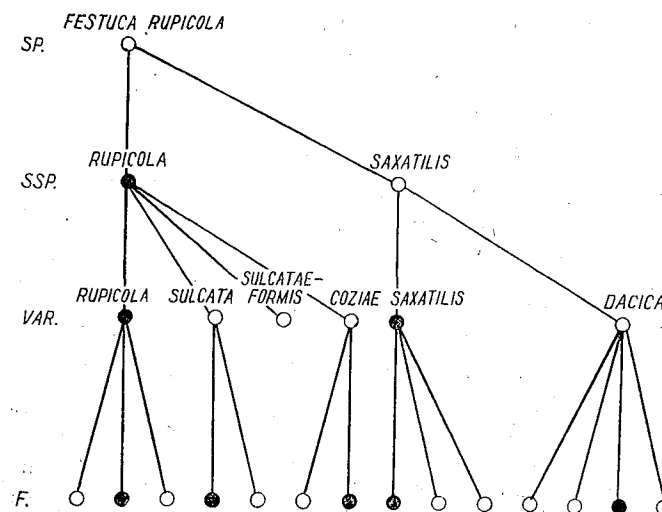 FESTUCA RUPICOLA
SP.
RUPICOLA SAXATILIS
SSP.
SULCATAE-
RUPICOLA SULCATA FORMIS COZIAE SAXATILIS DACICA
VAR.
F.